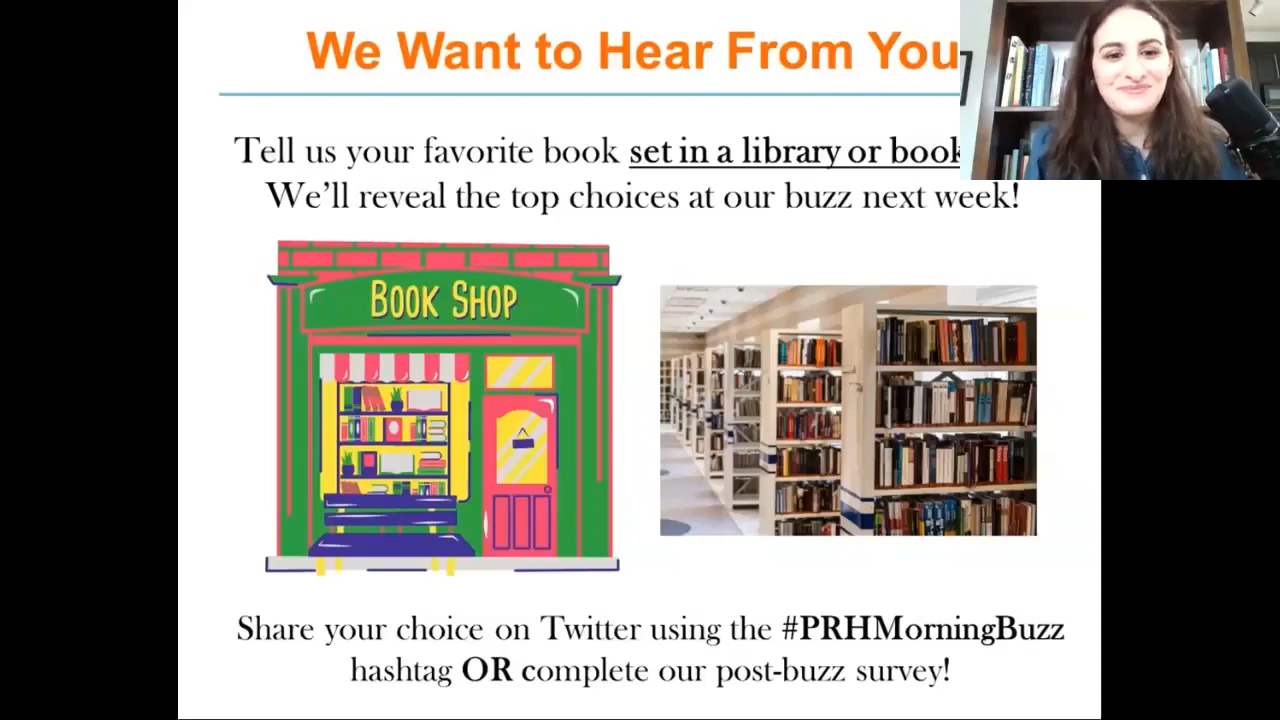 We Want to Hear From You
Tell us your favorite book set in a library or book
We’ll reveal the top choices at our buzz next week!
BOOK SHOP
Share your choice on Twitter using the #PRHMorningBuzz
hashtag OR complete our post-buzz survey!